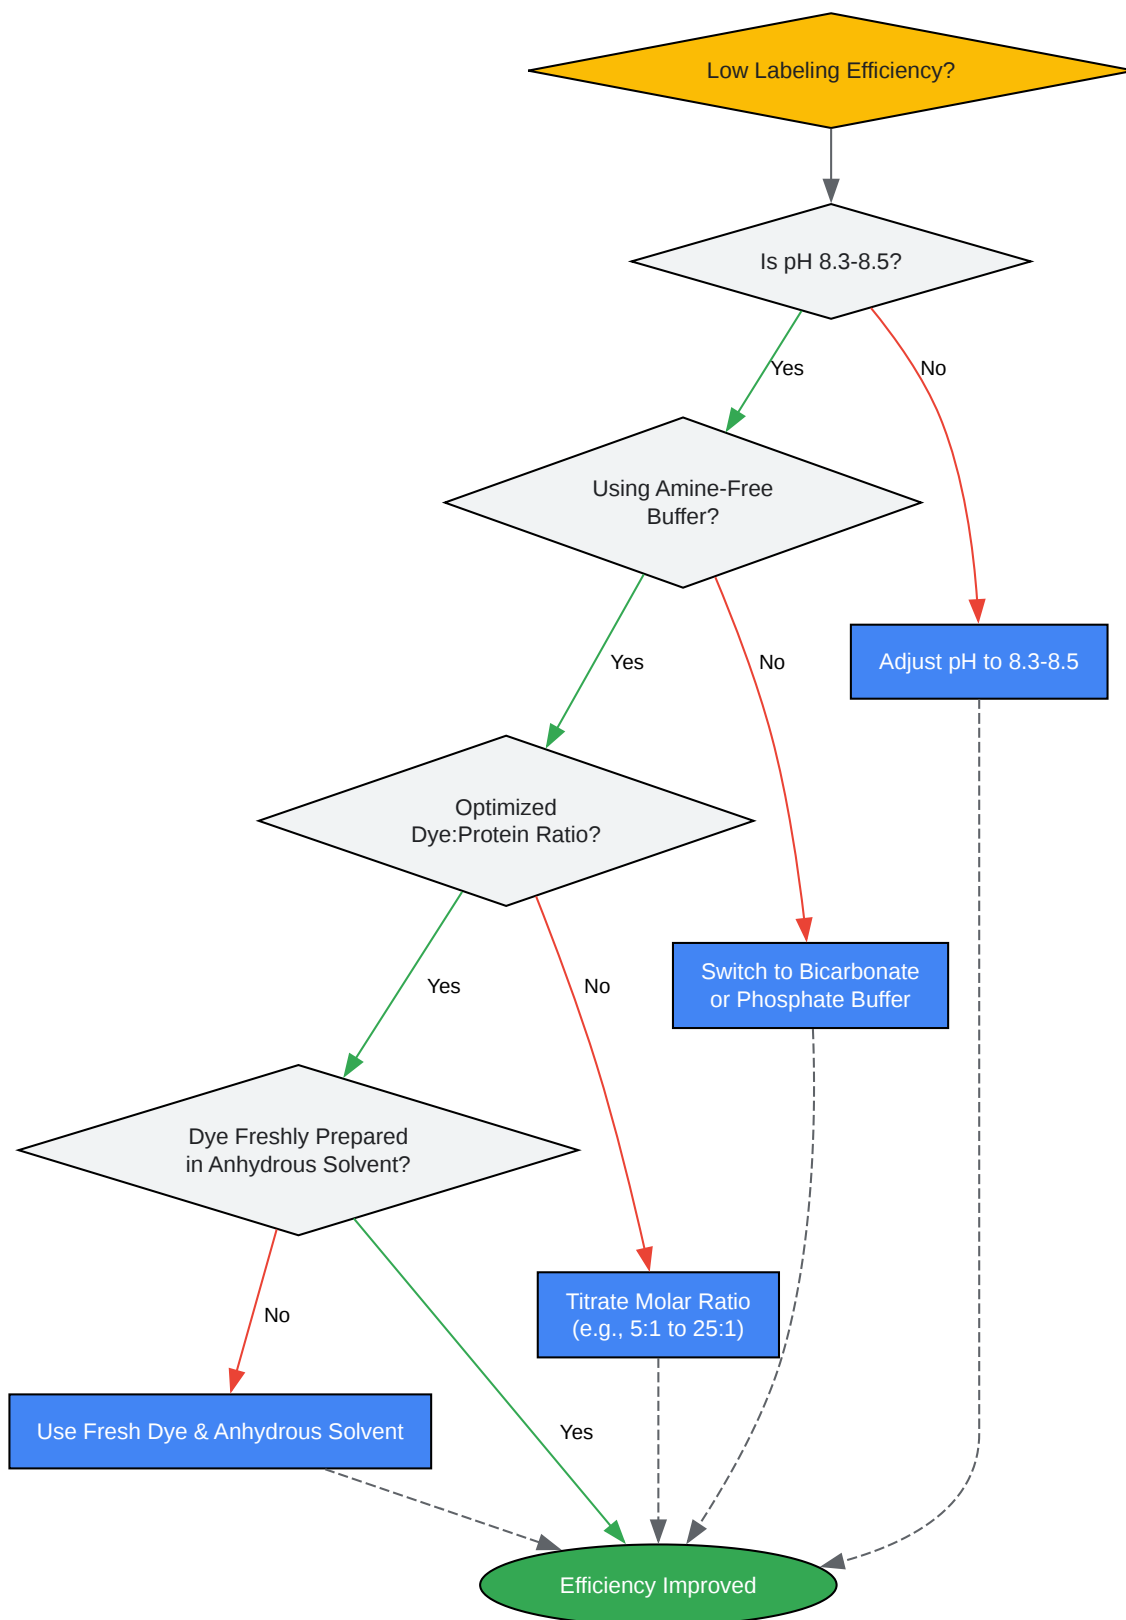 Low Labeling Efficiency?
Is pH 8.3-8.5?
Yes
No
Using Amine-Free
Buffer?
Yes
No
Adjust pH to 8.3-8.5
Optimized
Dye:Protein Ratio?
Yes
No
Switch to Bicarbonate
or Phosphate Buffer
Dye Freshly Prepared
in Anhydrous Solvent?
No
Yes
Titrate Molar Ratio
(e.g., 5:1 to 25:1)
Use Fresh Dye & Anhydrous Solvent
Efficiency Improved